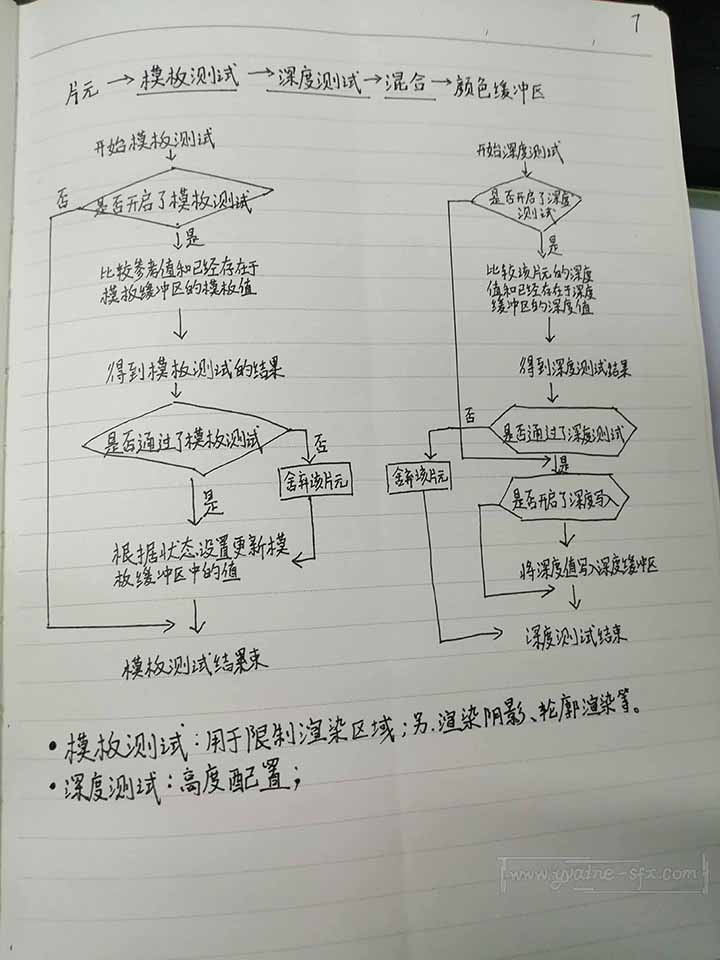 7
片元→模板测试→深度测试→混合→颜色缓冲区
开始模板测试
否
是否开启了模板测试
是
比较参考值和已经存在于
模板缓冲区的模板值
得到模板测试的结果
是否通过了模板测试
否
舍弃该片元
是
根据状态设置更新模
板缓冲区中的值
模板测试结束
开始深度测试
是否开启了深度
测试
是
比较该片元的深度
值和已经存在于深度
缓冲区的深度值
得到深度测试结果
否
是否通过了深度测试
舍弃该片元
是
是否开启了深度写入
将深度值写入深度缓冲区
深度测试结束
•模板测试：用于限制渲染区域；另.渲染阴影、轮廓渲染等。
•深度测试：高度配置；
www.yvaine-sfx.com